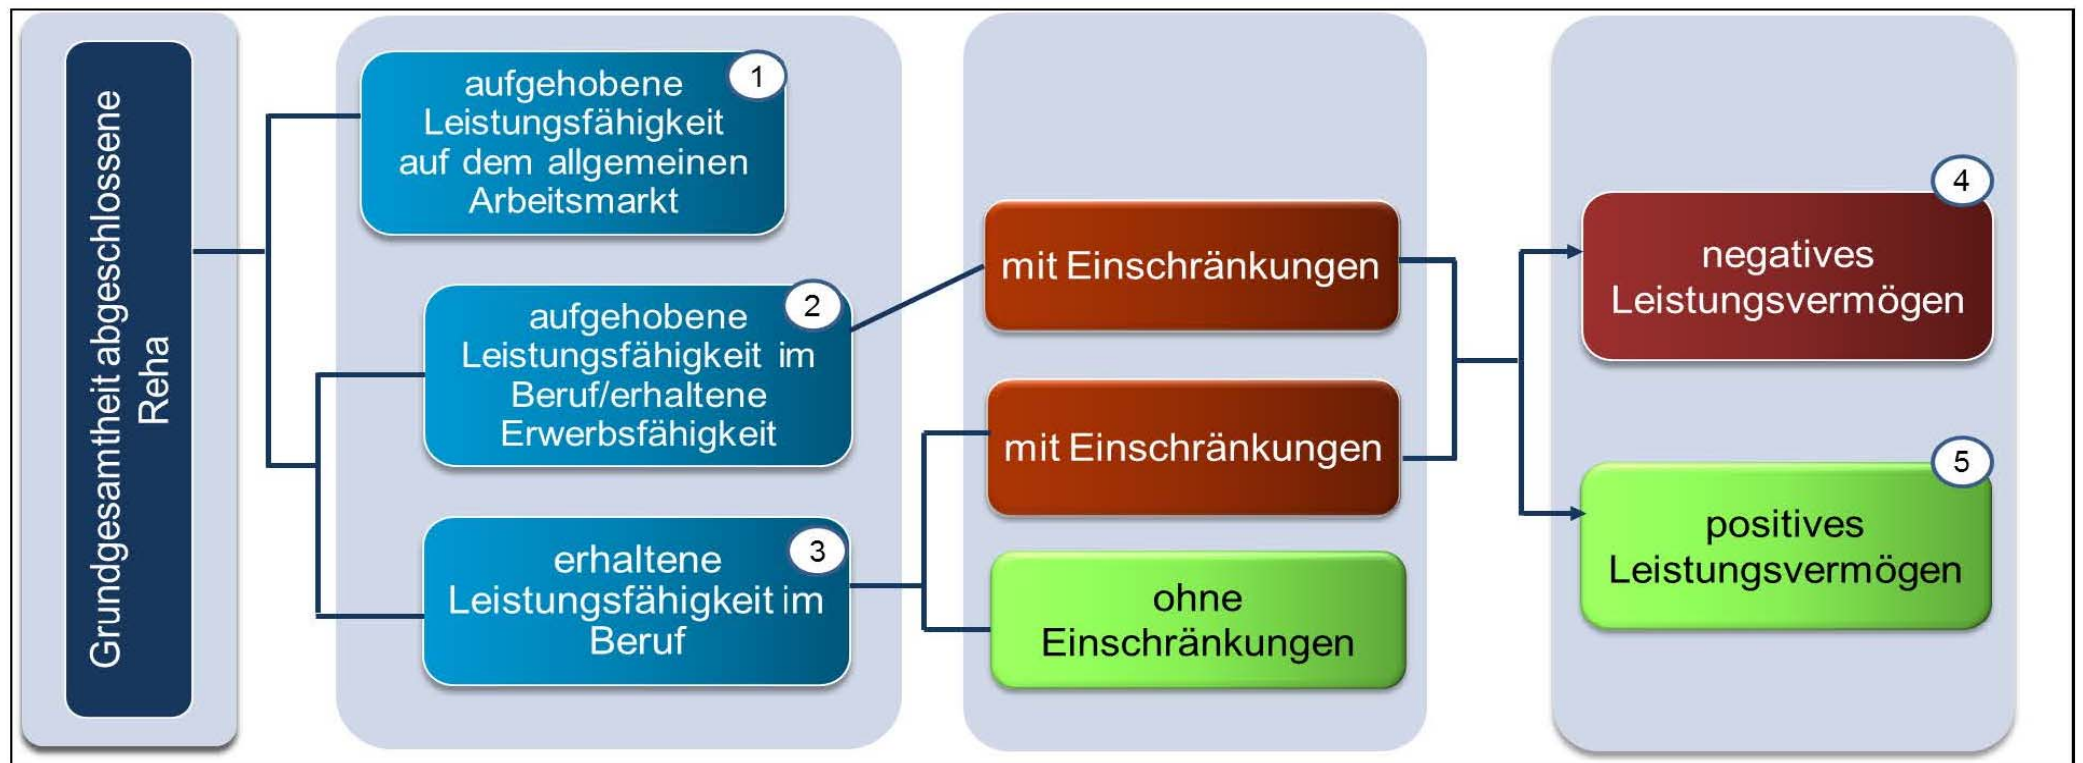 Grundgesamtheit abgeschlossene
Reha
1
aufgehobene
Leistungsfähigkeit
auf dem allgemeinen
Arbeitsmarkt
2
aufgehobene
Leistungsfähigkeit im
Beruf/erhaltene
Erwerbsfähigkeit
3
erhaltene
Leistungsfähigkeit im
Beruf
mit Einschränkungen
mit Einschränkungen
ohne
Einschränkungen
4
negatives
Leistungsvermögen
5
positives
Leistungsvermögen